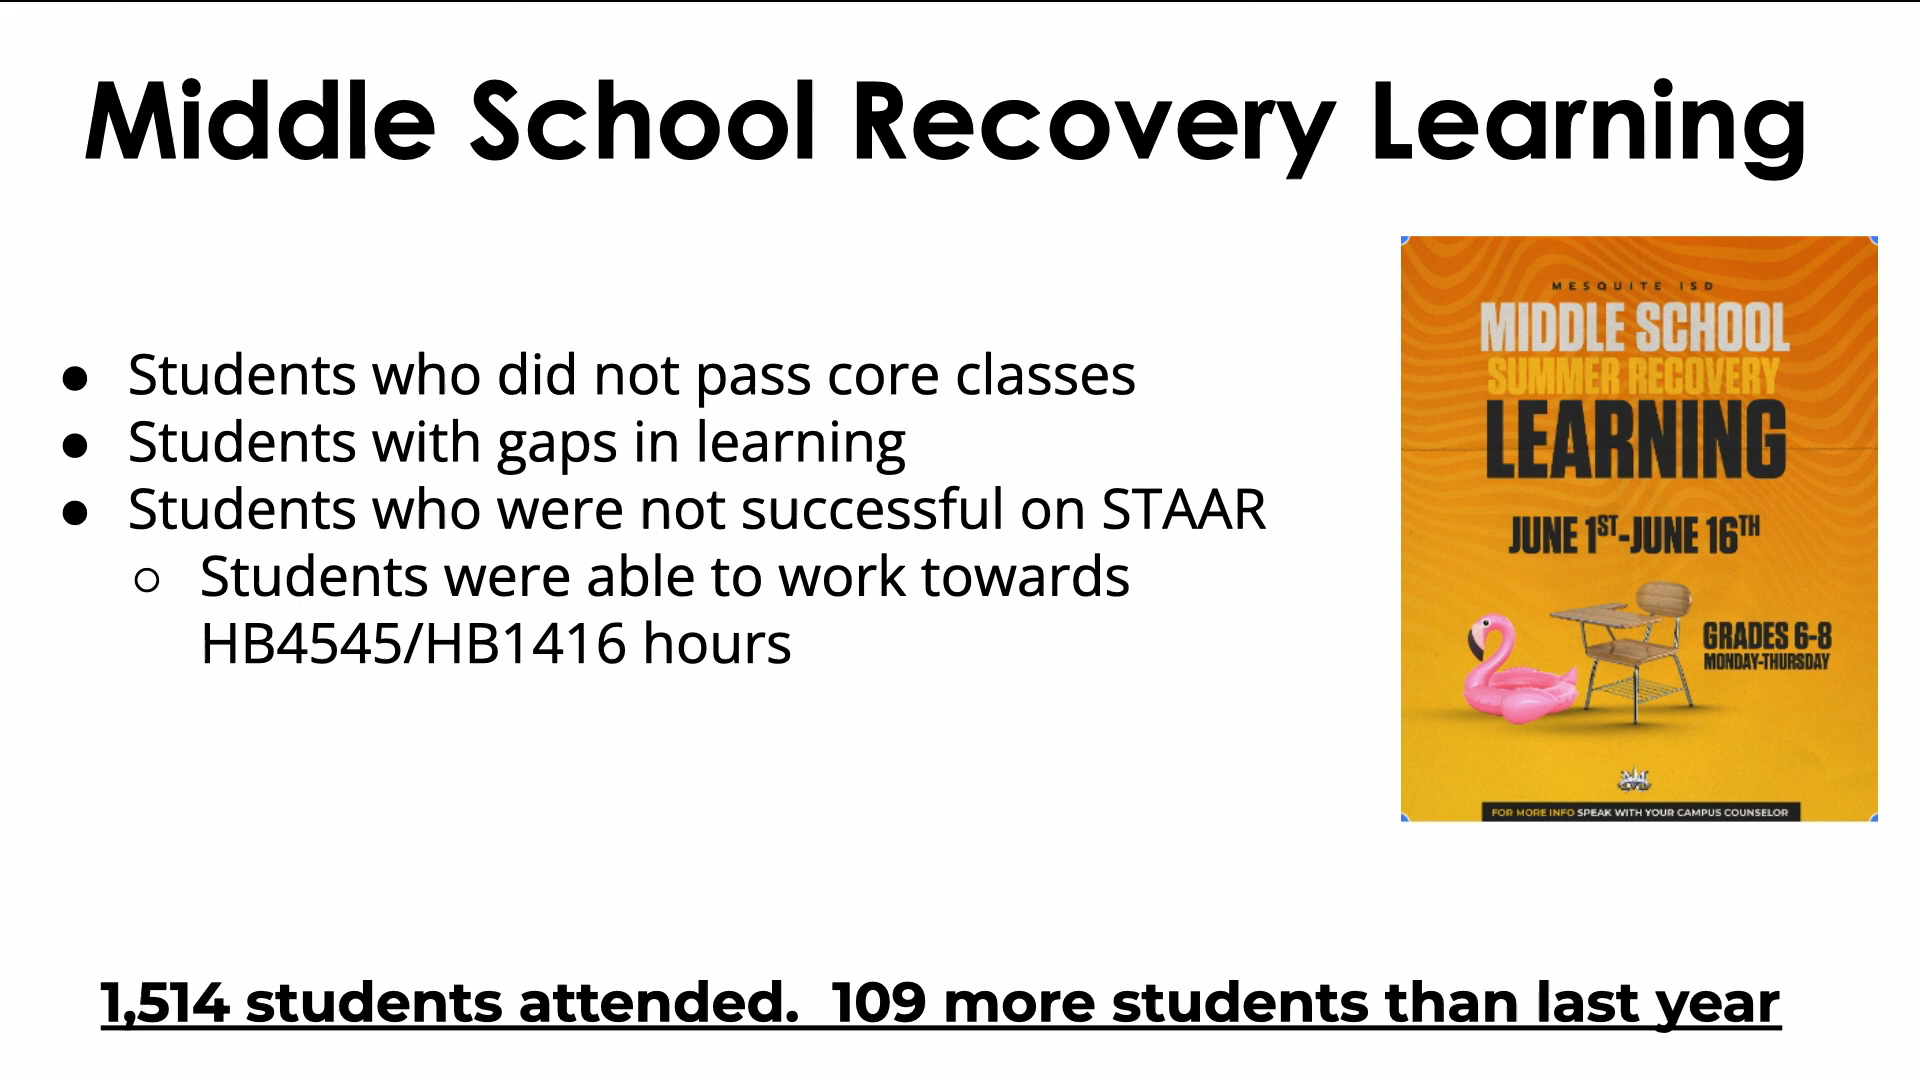 Middle School Recovery Learning
● Students who did not pass core classes
● Students with gaps in learning
● Students who were not successful on STAAR
○ Students were able to work towards
HB4545/HB1416 hours
MESQUITE ISD
MIDDLE SCHOOL
SUMMER RECOVERY
LEARNING
JUNE 1ST-JUNE 16TH
GRADES 6-8
MONDAY-THURSDAY
FOR MORE INFO SPEAK WITH YOUR CAMPUS COUNSELOR
1,514 students attended.  109 more students than last year